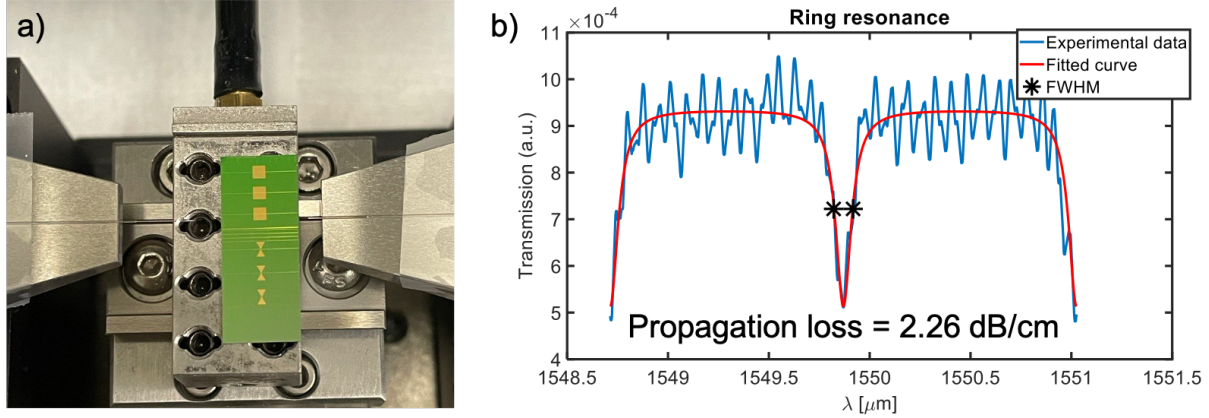 a)
b)
Ring resonance
×10⁻⁴
11
10
9
8
7
6
5
4
Transmission (a.u.)
Experimental data
Fitted curve
FWHM
Propagation loss = 2.26 dB/cm
1548.5
1549
1549.5
1550
1550.5
1551
1551.5
λ [μm]